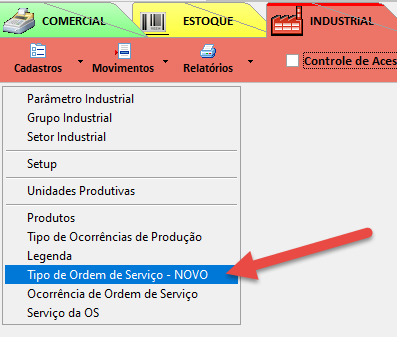 COMERCIAL ESTOQUE INDUSTRIAL
Cadastros Movimentos Relatórios Controle de Aces
Parâmetro Industrial
Grupo Industrial
Setor Industrial
Setup
Unidades Produtivas
Produtos
Tipo de Ocorrências de Produção
Legenda
Tipo de Ordem de Serviço - NOVO
Ocorrência de Ordem de Serviço
Serviço da OS